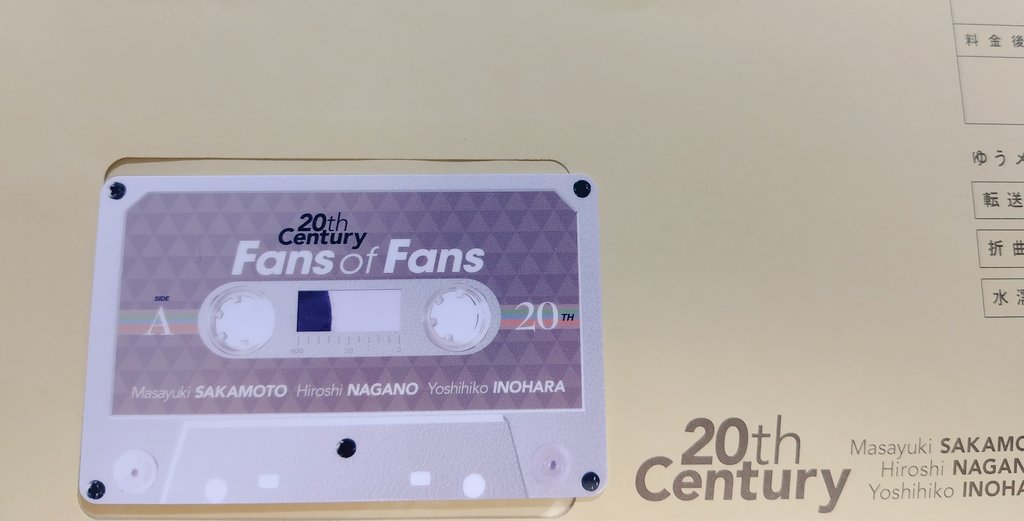 20th
Century
Fans of Fans
SIDE
A
20TH
100 50 0
Masayuki SAKAMOTO Hiroshi NAGANO Yoshihiko INOHARA
料金後
ゆうメ
転送
折曲
水濡
20th
Century
Masayuki SAKAMO
Hiroshi NAGAN
Yoshihiko INOHA